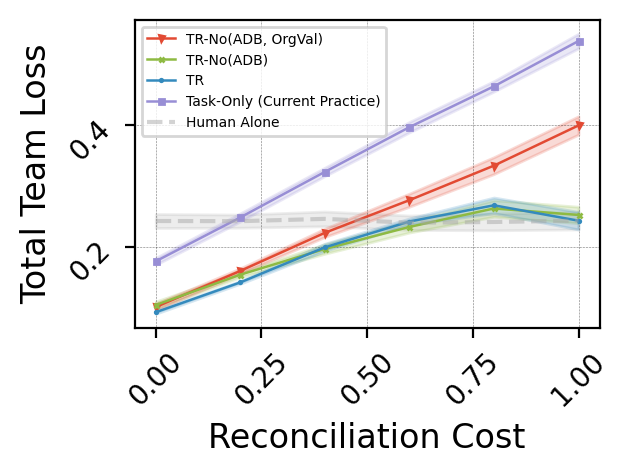 TR-No(ADB, OrgVal)
TR-No(ADB)
TR
Task-Only (Current Practice)
Human Alone
Total Team Loss
0.4
0.2
0.00
0.25
0.50
0.75
1.00
Reconciliation Cost